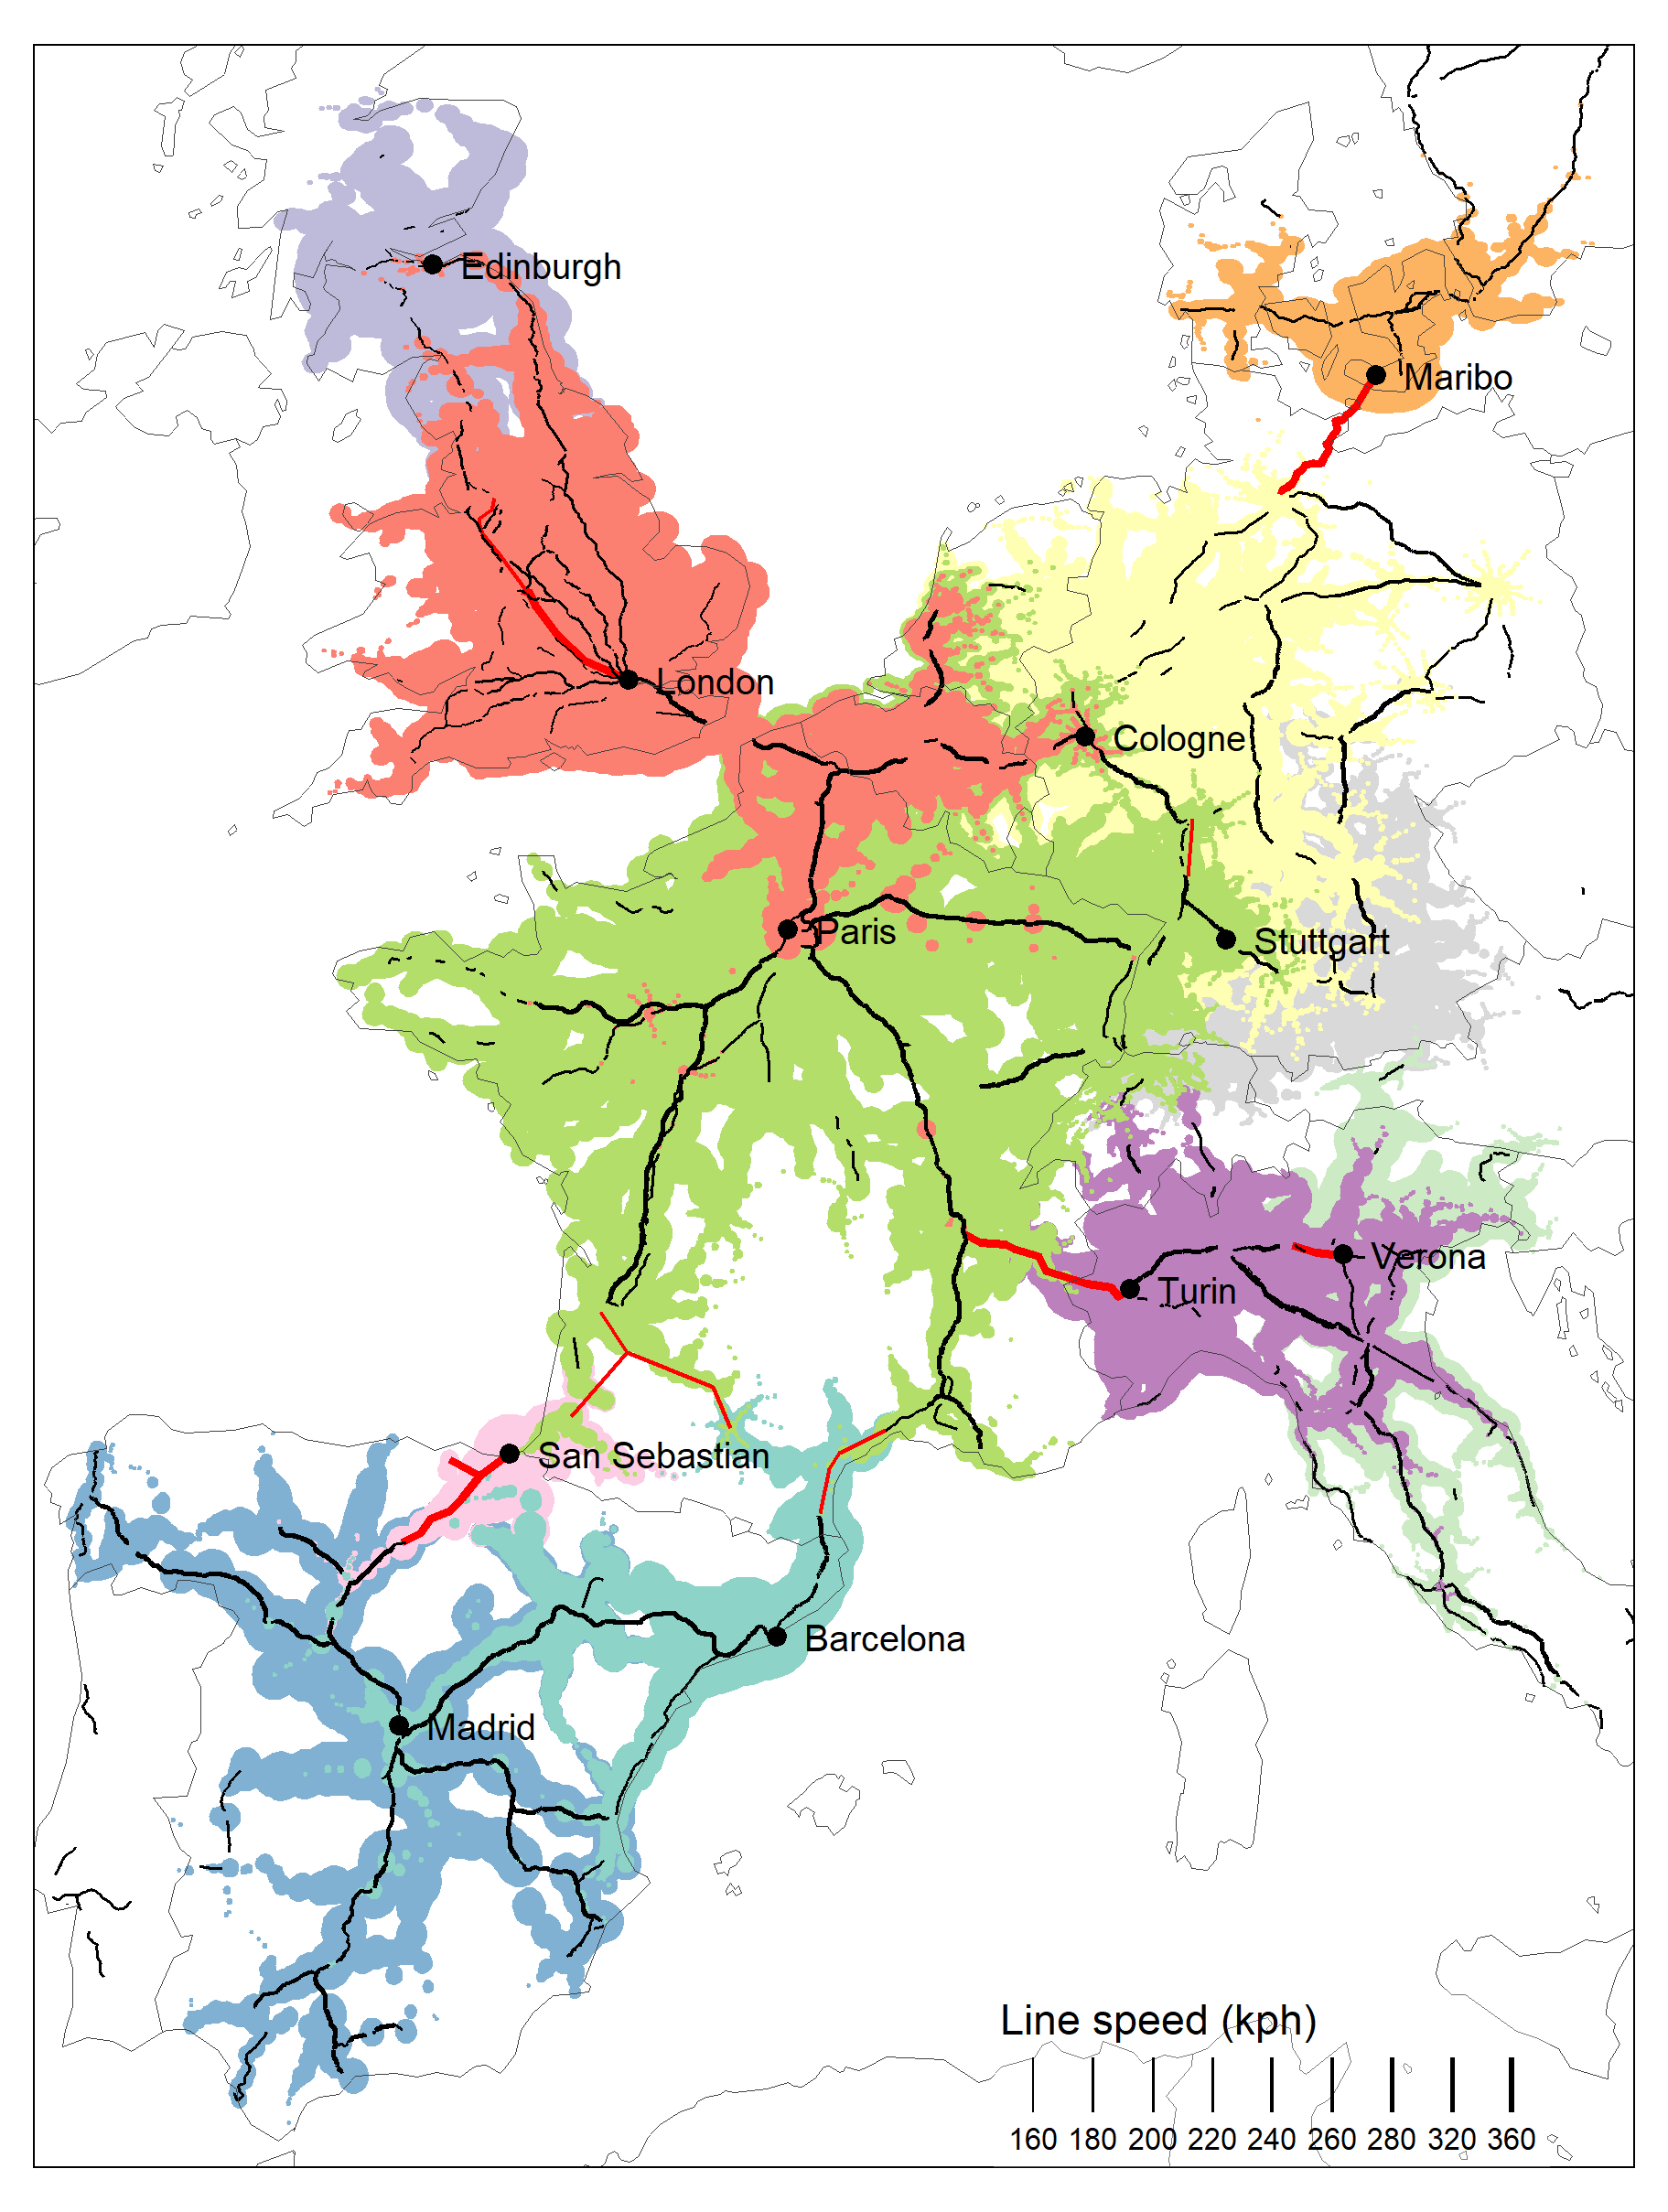 Edinburgh
Maribo
London
Cologne
Paris
Stuttgart
Verona
Turin
San Sebastian
Barcelona
Madrid
Line speed (kph)
160 180 200 220 240 260 280 320 360